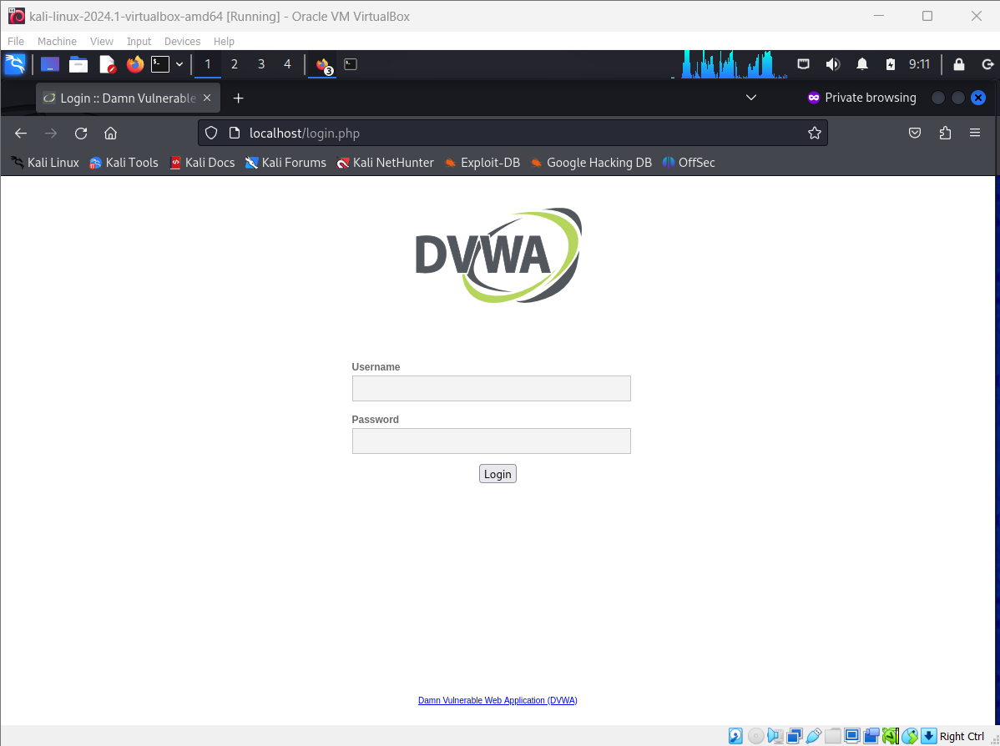 kali-linux-2024.1-virtualbox-amd64 [Running] - Oracle VM VirtualBox
File Machine View Input Devices Help
1 2 3 4 3 9:11
Login :: Damn Vulnerable Private browsing
localhost/login.php
Kali Linux Kali Tools Kali Docs Kali Forums Kali NetHunter Exploit-DB Google Hacking DB OffSec
DVWA
Username
Password
Login
Damn Vulnerable Web Application (DVWA)
Right Ctrl